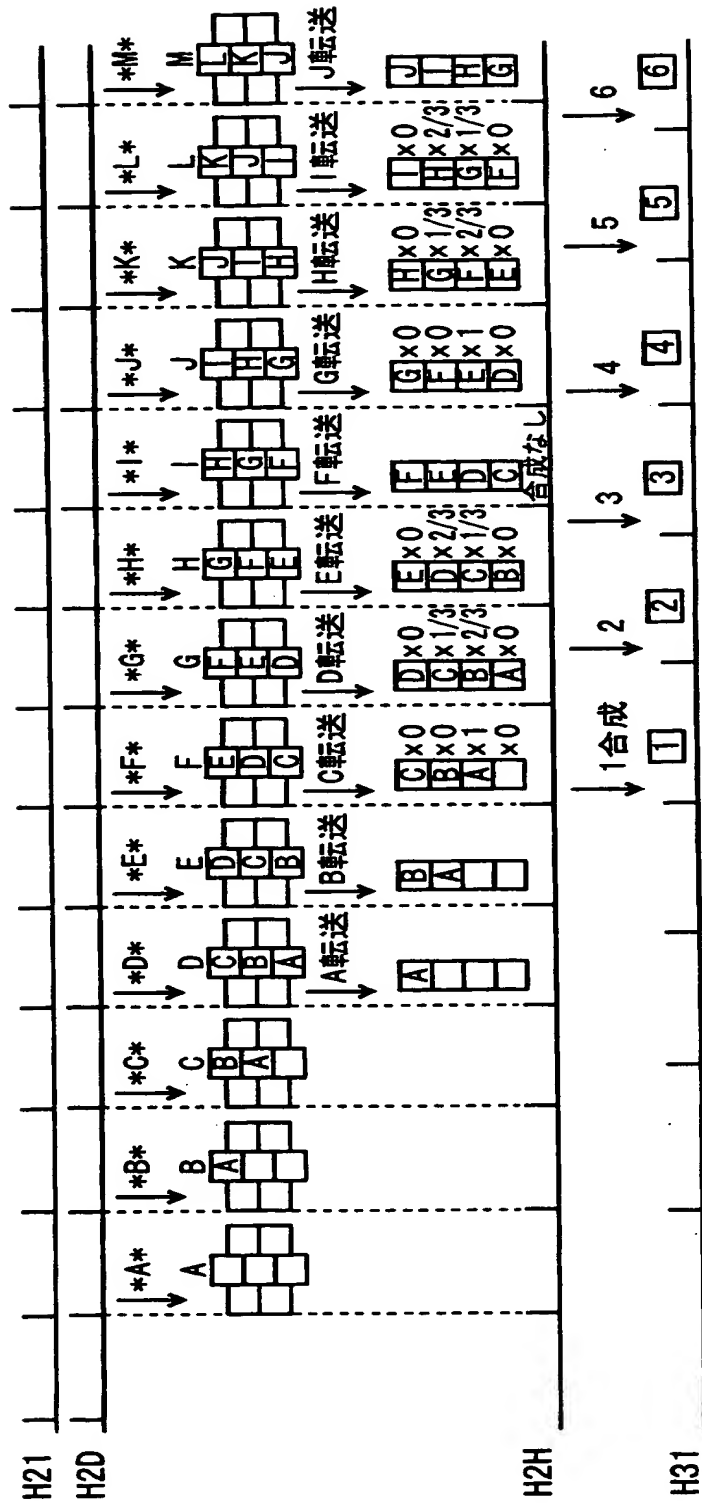 H21
H2D
*A* *B* *C* *D* *E* *F* *G* *H* *I* *J* *K* *L* *M*
A B C D E F G H I J K L M
A B C D E F G H I J K L
A B C D E F G H I J K
A B C D E F G H I J
A転送 B転送 C転送 D転送 E転送 F転送 G転送 H転送 I転送 J転送
A
B
A
C ×0
B ×0
A ×1
×0
D ×0
C ×1/3
B ×2/3
A ×0
E ×0
D ×2/3
C ×1/3
B ×0
F
E
D
C
合成なし
G ×0
F ×0
E ×1
D ×0
H ×0
G ×1/3
F ×2/3
E ×0
I ×0
H ×2/3
G ×1/3
F ×0
J
I
H
G
H2H
1合成 2 3 4 5 6
1 2 3 4 5 6
H31